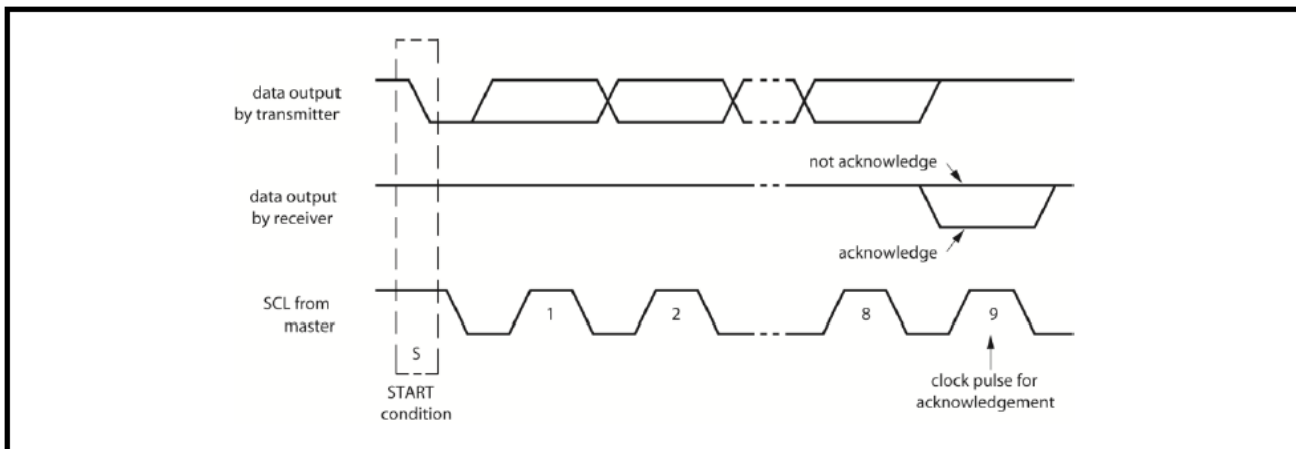 data output
by transmitter
not acknowledge
data output
by receiver
acknowledge
SCL from
master
1
2
8
9
S
START
condition
clock pulse for
acknowledgement